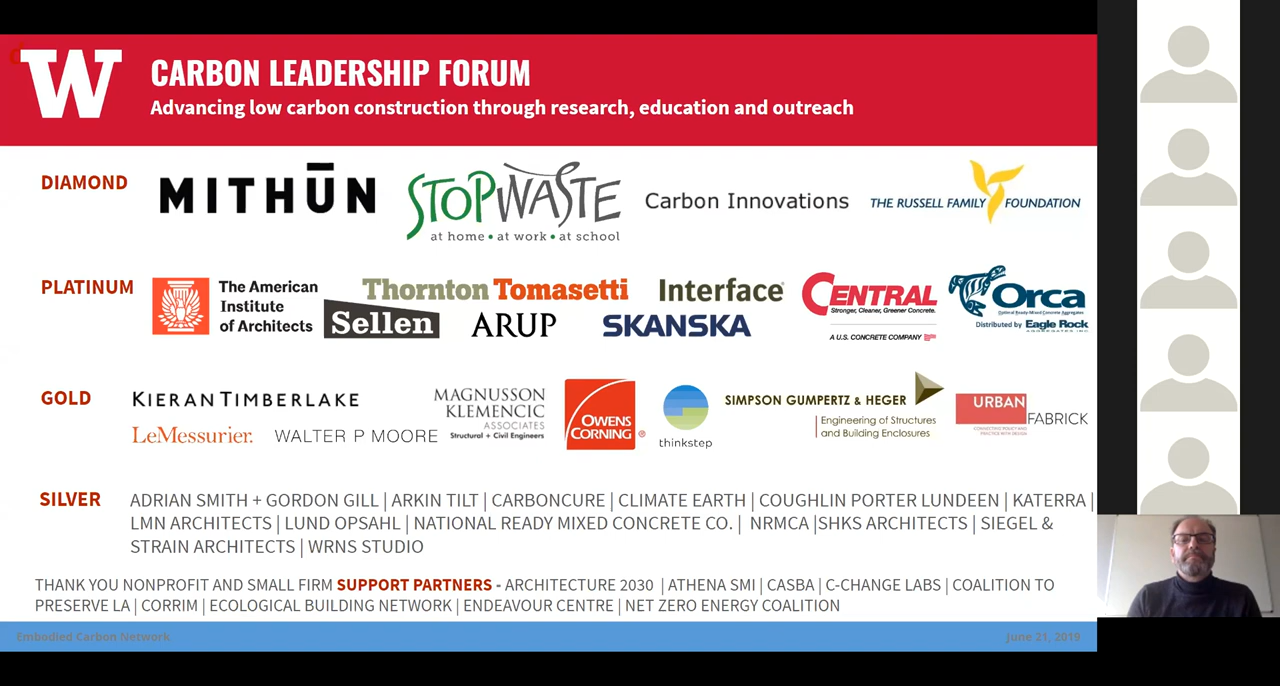 W
CARBON LEADERSHIP FORUM
Advancing low carbon construction through research, education and outreach
DIAMOND
MITHŪN
STOPWASTE
at home • at work • at school
Carbon Innovations
THE RUSSELL FAMILY FOUNDATION
PLATINUM
The American
Institute
of Architects
Thornton Tomasetti
Interface
CENTRAL
Stronger, Cleaner, Greener Concrete.
A U.S. CONCRETE COMPANY
Orca
Distributed by Eagle Rock
Sellen
ARUP
SKANSKA
GOLD
KIERANTIMBERLAKE
MAGNUSSON
KLEMENCIC
ASSOCIATES
Structural + Civil Engineers
OWENS
CORNING
thinkstep
SIMPSON GUMPERTZ & HEGER
Engineering of Structures
and Building Enclosures
URBAN
FABRICK
LeMessurier.
WALTER P MOORE
SILVER
ADRIAN SMITH + GORDON GILL | ARKIN TILT | CARBONCURE | CLIMATE EARTH | COUGHLIN PORTER LUNDEEN | KATERRA |
LMN ARCHITECTS | LUND OPSAHL | NATIONAL READY MIXED CONCRETE CO. | NRMCA |SHKS ARCHITECTS | SIEGEL &
STRAIN ARCHITECTS | WRNS STUDIO
THANK YOU NONPROFIT AND SMALL FIRM SUPPORT PARTNERS - ARCHITECTURE 2030 | ATHENA SMI | CASBA | C-CHANGE LABS | COALITION TO
PRESERVE LA | CORRIM | ECOLOGICAL BUILDING NETWORK | ENDEAVOUR CENTRE | NET ZERO ENERGY COALITION
Embodied Carbon Network
June 21, 2019